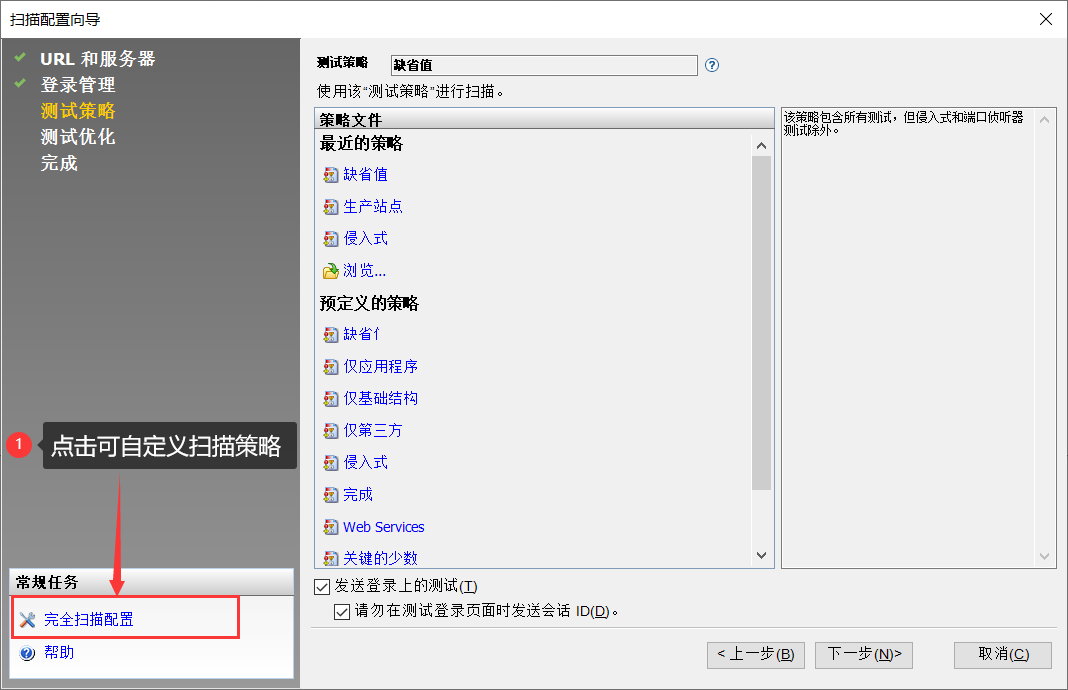 扫描配置向导
URL 和服务器
登录管理
测试策略
测试优化
完成
1
点击可自定义扫描策略
常规任务
完全扫描配置
帮助
测试策略
缺省值
使用该“测试策略”进行扫描。
策略文件
最近的策略
缺省值
生产站点
侵入式
浏览...
预定义的策略
缺省亻
仅应用程序
仅基础结构
仅第三方
侵入式
完成
Web Services
关键的少数
该策略包含所有测试，但侵入式和端口侦听器
测试除外。
发送登录上的测试(T)
请勿在测试登录页面时发送会话 ID(D)。
< 上一步(B)
下一步(N)>
取消(C)